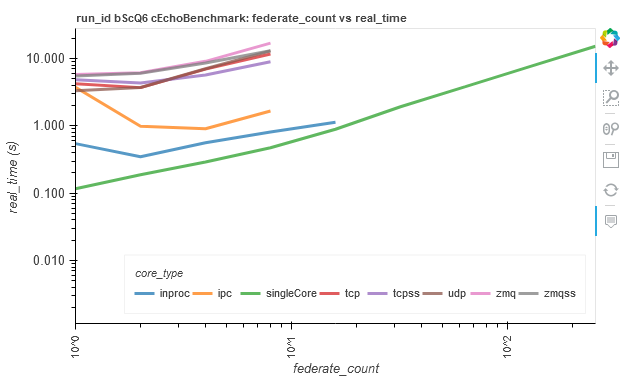 run_id bScQ6 cEchoBenchmark: federate_count vs real_time
10.000
1.000
0.100
0.010
real_time (s)
core_type
inproc ipc singleCore tcp tcpss udp zmq zmqss
10^0 10^1 10^2
federate_count